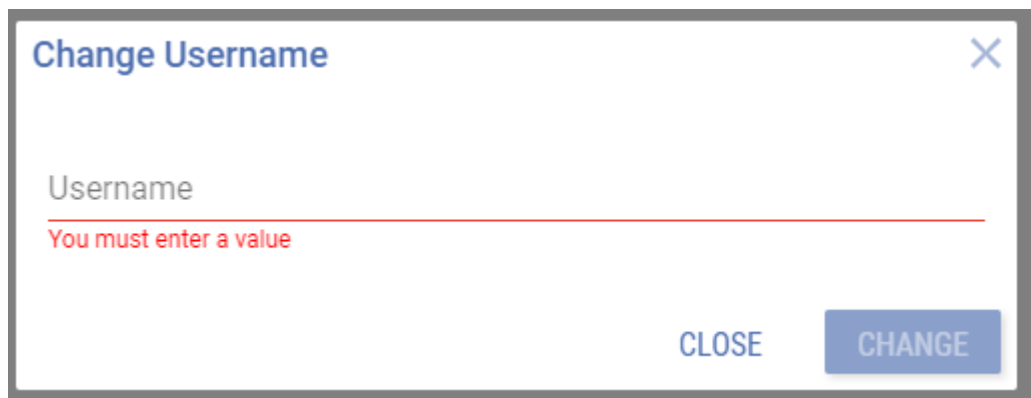 Change Username
Username
You must enter a value
CLOSE CHANGE